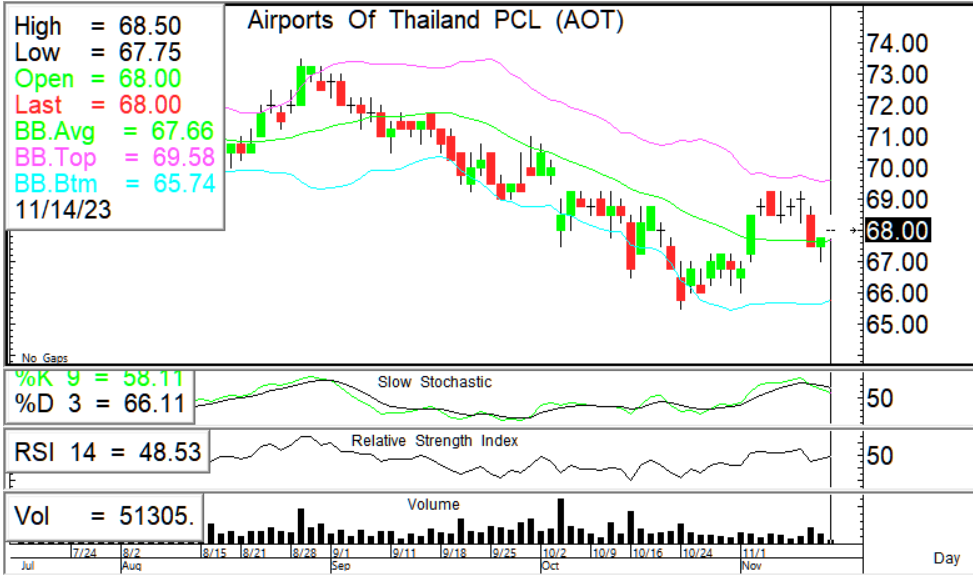 Airports Of Thailand PCL (AOT)
High = 68.50
Low = 67.75
Open = 68.00
Last = 68.00
BB.Avg = 67.66
BB.Top = 69.58
BB.Btm = 65.74
11/14/23
74.00
73.00
72.00
71.00
70.00
69.00
68.00
67.00
66.00
65.00
No Gaps
%K 9 = 58.11
%D 3 = 66.11
Slow Stochastic
50
RSI 14 = 48.53
Relative Strength Index
50
Vol = 51305.
Volume
7/24 8/2 8/15 8/21 8/28 9/1 9/11 9/18 9/25 10/2 10/9 10/16 10/24 11/1
Jul Aug Sep Oct Nov
Day